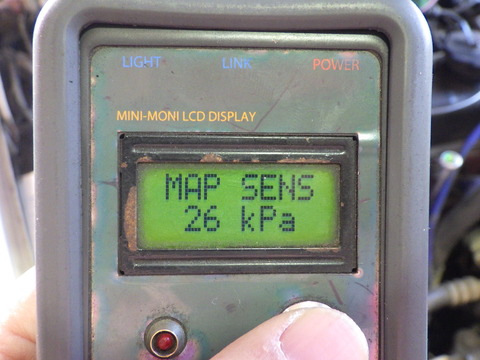 LIGHT LINK POWER
MINI-MONI LCD DISPLAY
MAP SENS
26 kPa